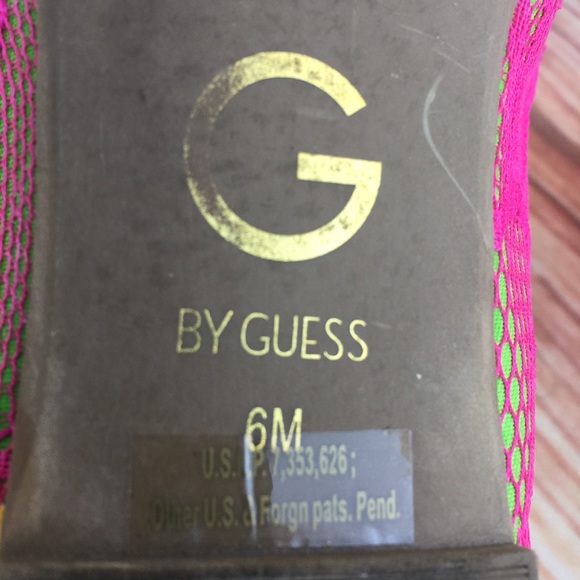 G
BY GUESS
6M
U.S. P. 7,353,626;
Other U.S. & Forgn pats. Pend.